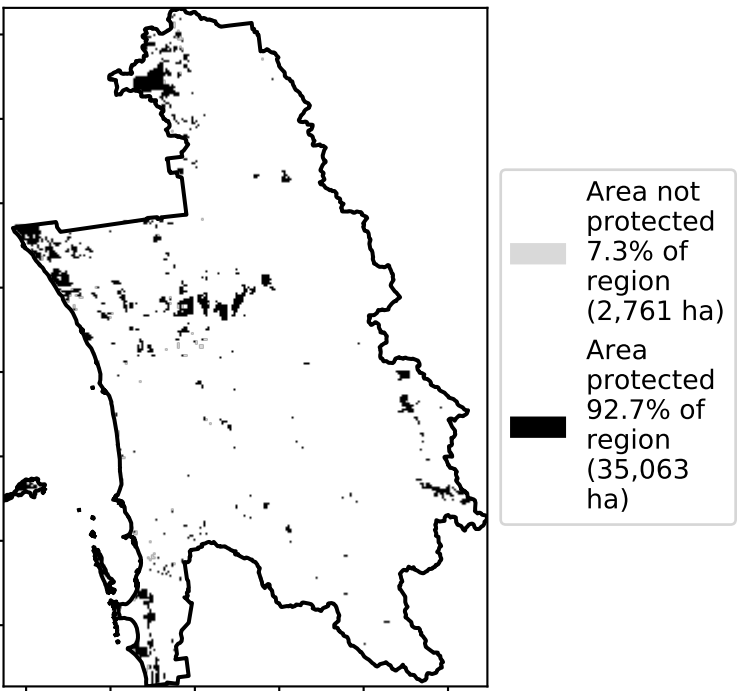 Area not
protected
7.3% of
region
(2,761 ha)
Area
protected
92.7% of
region
(35,063
ha)